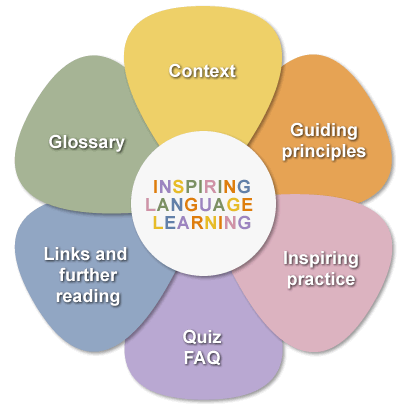 Context
Guiding
principles
Inspiring
practice
Quiz
FAQ
Links and
further
reading
Glossary
INSPIRING
LANGUAGE
LEARNING